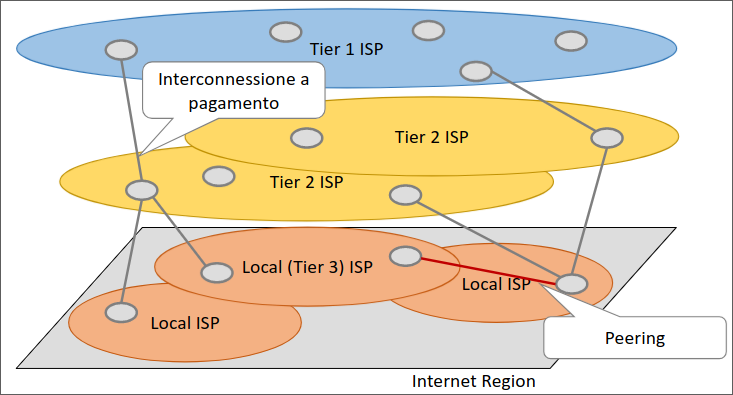 Tier 1 ISP
Interconnessione a
pagamento
Tier 2 ISP
Tier 2 ISP
Local (Tier 3) ISP
Local ISP
Local ISP
Peering
Internet Region